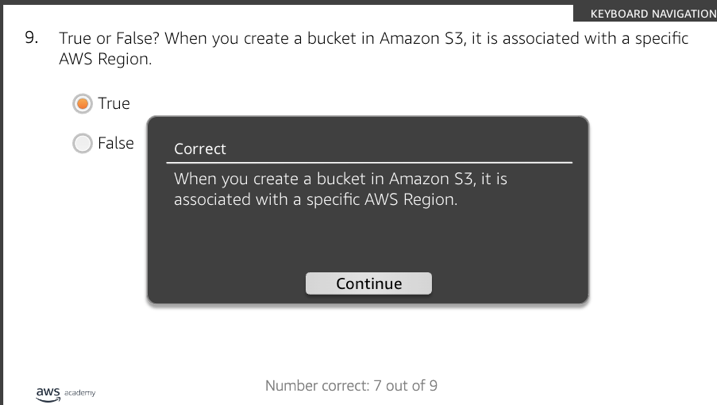 KEYBOARD NAVIGATION
9. True or False? When you create a bucket in Amazon S3, it is associated with a specific
AWS Region.
True
False
Correct
When you create a bucket in Amazon S3, it is
associated with a specific AWS Region.
Continue
Number correct: 7 out of 9
aws academy